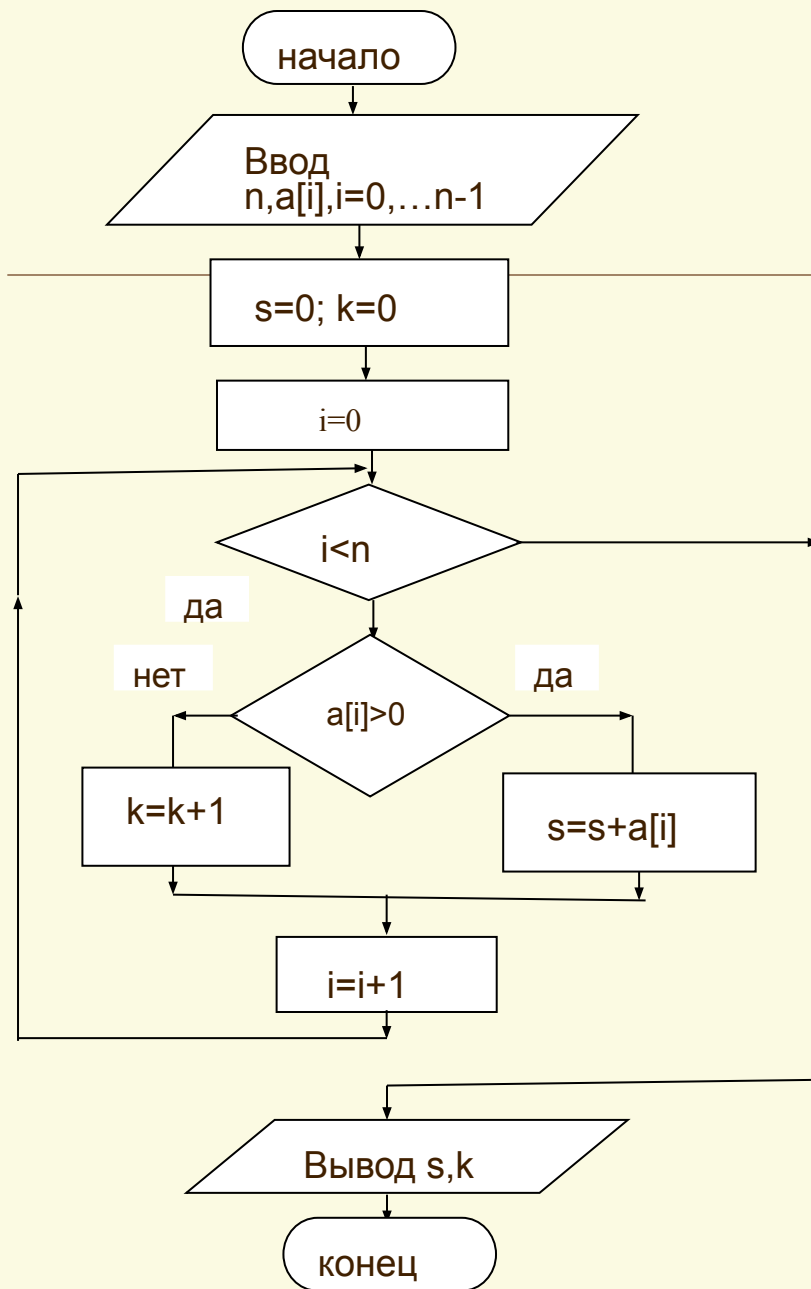 начало
Ввод
n,a[i],i=0,…n-1
s=0; k=0
i=0
i<n
да
нет
да
a[i]>0
k=k+1
s=s+a[i]
i=i+1
Вывод s,k
конец